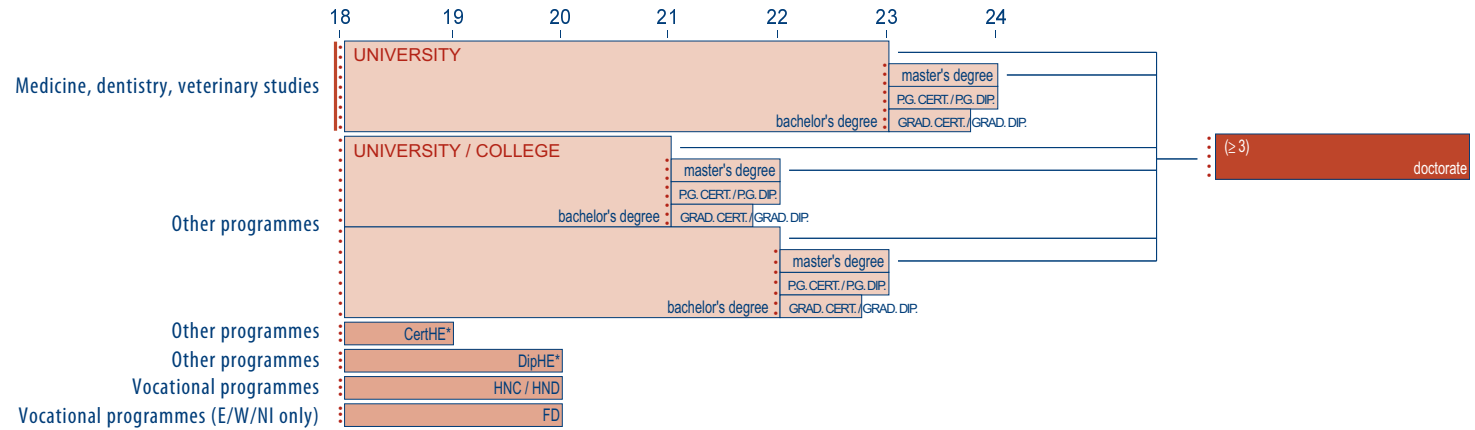 18 19 20 21 22 23 24
UNIVERSITY
Medicine, dentistry, veterinary studies
master's degree
P.G. CERT. / P.G. DIP.
bachelor's degree
GRAD. CERT. / GRAD. DIP.
UNIVERSITY / COLLEGE
(≥ 3)
doctorate
master's degree
P.G. CERT. / P.G. DIP.
bachelor's degree
GRAD. CERT. / GRAD. DIP.
Other programmes
master's degree
P.G. CERT. / P.G. DIP.
bachelor's degree
GRAD. CERT. / GRAD. DIP.
Other programmes
CertHE*
Other programmes
DipHE*
Vocational programmes
HNC / HND
Vocational programmes (E/W/NI only)
FD